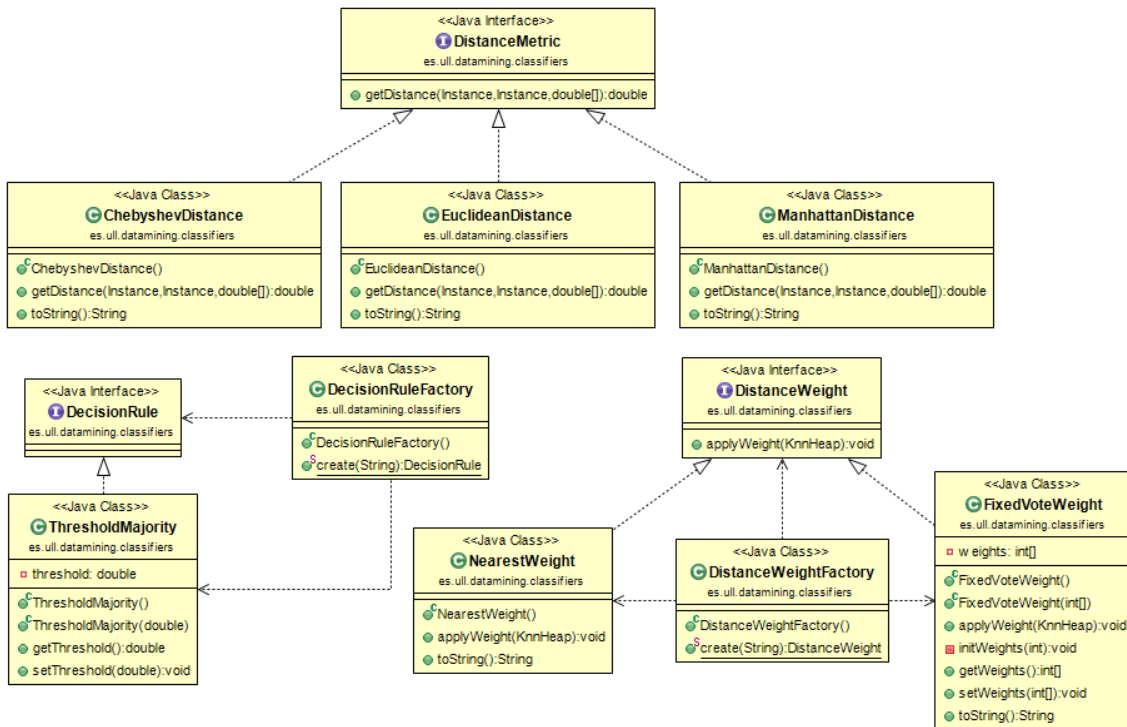 <<Java Interface>>
DistanceMetric
es.ull.datamining.classifiers
getDistance(Instance,Instance,double[]):double
<<Java Class>>
ChebyshevDistance
es.ull.datamining.classifiers
ChebyshevDistance()
getDistance(Instance,Instance,double[]):double
toString():String
<<Java Class>>
EuclideanDistance
es.ull.datamining.classifiers
EuclideanDistance()
getDistance(Instance,Instance,double[]):double
toString():String
<<Java Class>>
ManhattanDistance
es.ull.datamining.classifiers
ManhattanDistance()
getDistance(Instance,Instance,double[]):double
toString():String
<<Java Interface>>
DecisionRule
es.ull.datamining.classifiers
<<Java Class>>
DecisionRuleFactory
es.ull.datamining.classifiers
DecisionRuleFactory()
create(String):DecisionRule
<<Java Interface>>
DistanceWeight
es.ull.datamining.classifiers
applyWeight(KnnHeap):void
<<Java Class>>
ThresholdMajority
es.ull.datamining.classifiers
threshold: double
ThresholdMajority()
ThresholdMajority(double)
getThreshold():double
setThreshold(double):void
<<Java Class>>
NearestWeight
es.ull.datamining.classifiers
NearestWeight()
applyWeight(KnnHeap):void
toString():String
<<Java Class>>
DistanceWeightFactory
es.ull.datamining.classifiers
DistanceWeightFactory()
create(String):DistanceWeight
<<Java Class>>
FixedVoteWeight
es.ull.datamining.classifiers
weights: int[]
FixedVoteWeight()
FixedVoteWeight(int[])
applyWeight(KnnHeap):void
initWeights(int):void
getWeights():int[]
setWeights(int[]):void
toString():String